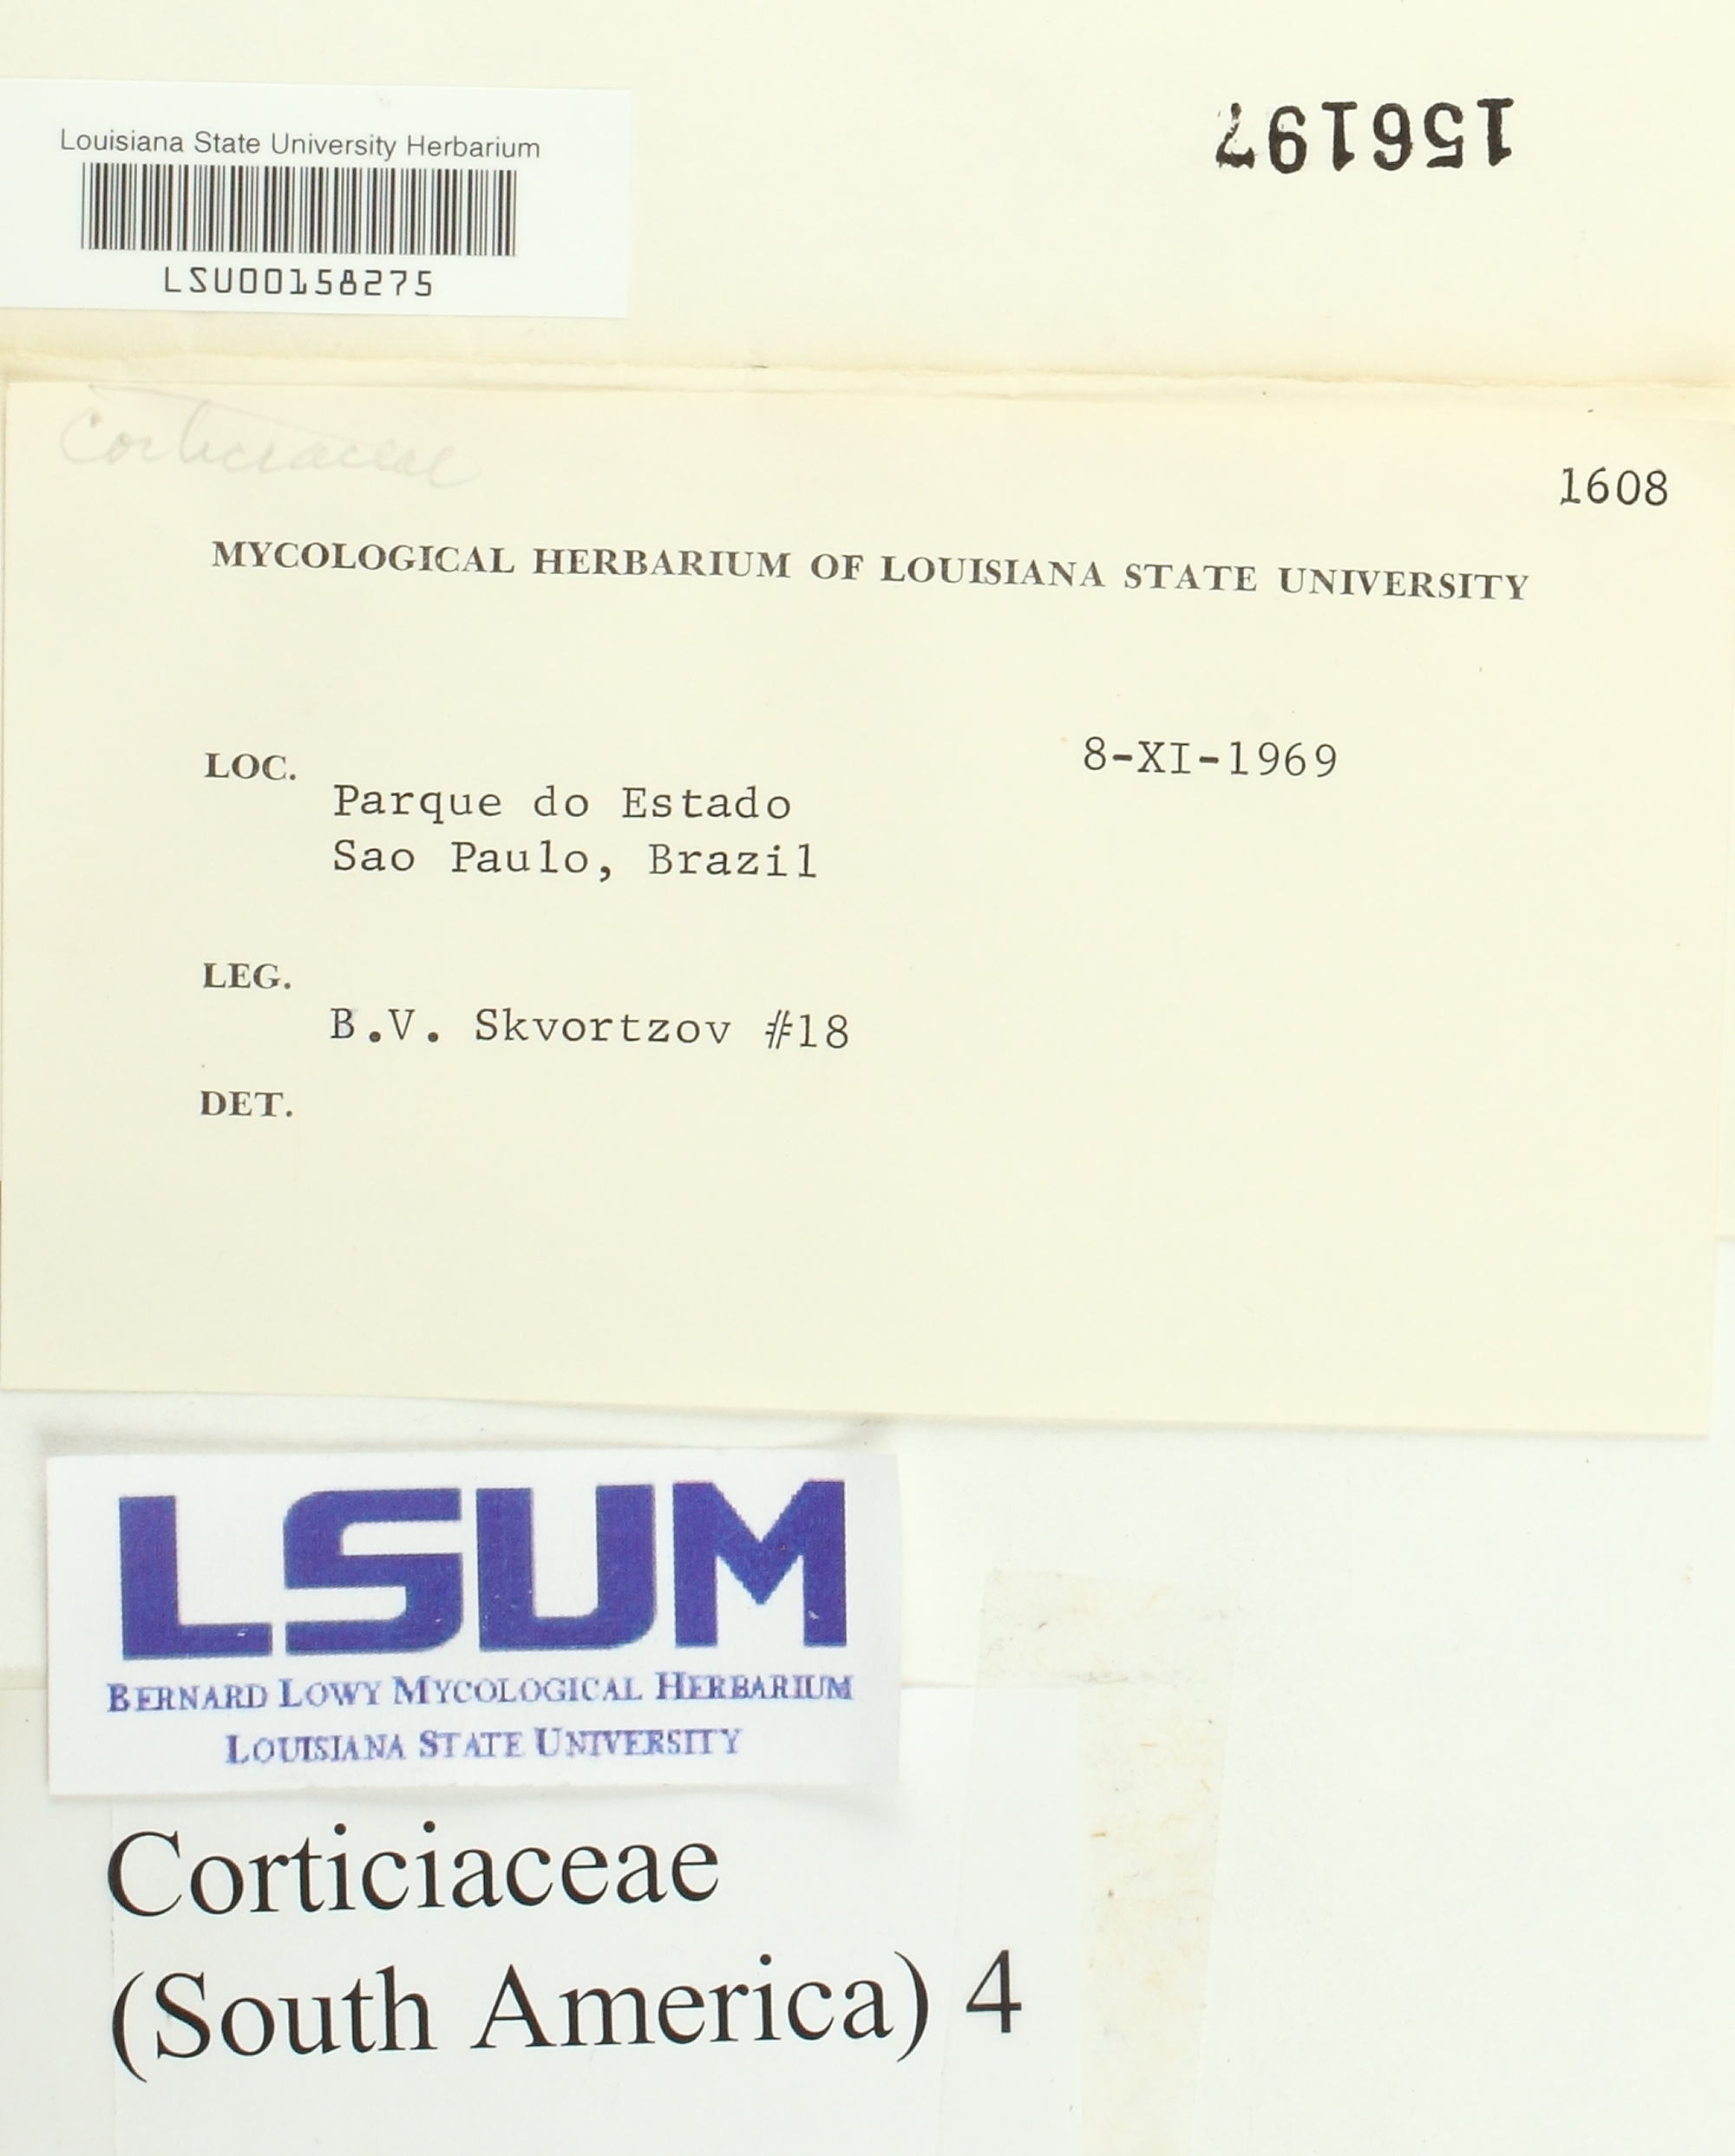 Louisiana State University Herbarium
LSU00158275
156197
Corticiaceae
1608
MYCOLOGICAL HERBARIUM OF LOUISIANA STATE UNIVERSITY
8-XI-1969
LOC.
Parque do Estado
Sao Paulo, Brazil
LEG.
B.V. Skvortzov #18
DET.
LSUM
BERNARD LOWY MYCOLOGICAL HERBARIUM
LOUISIANA STATE UNIVERSITY
Corticiaceae
(South America) 4